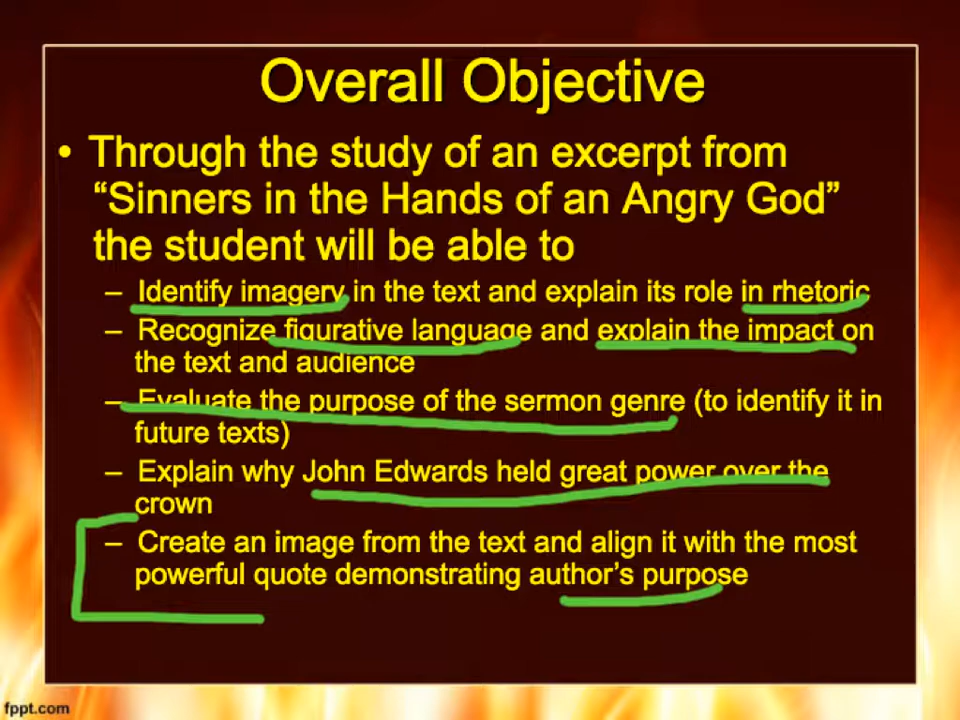 Overall Objective
• Through the study of an excerpt from
“Sinners in the Hands of an Angry God”
the student will be able to
– Identify imagery in the text and explain its role in rhetoric
– Recognize figurative language and explain the impact on
the text and audience
– Evaluate the purpose of the sermon genre (to identify it in
future texts)
– Explain why John Edwards held great power over the
crown
– Create an image from the text and align it with the most
powerful quote demonstrating author’s purpose
fppt.com